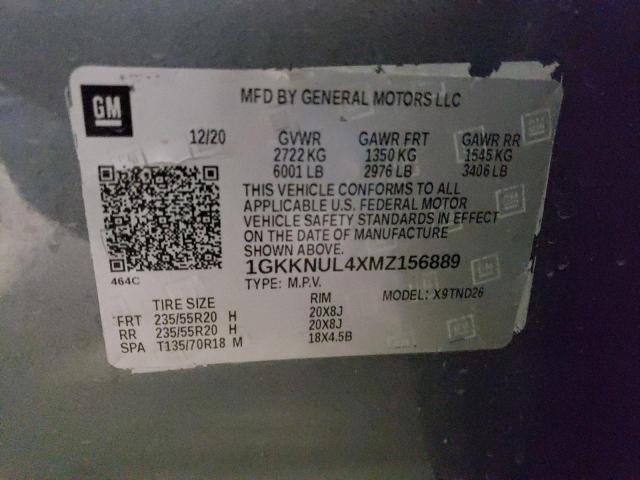 GM
MFD BY GENERAL MOTORS LLC
12/20 GVWR GAWR FRT GAWR RR
2722 KG 1350 KG 1545 KG
6001 LB 2976 LB 3406 LB
THIS VEHICLE CONFORMS TO ALL
APPLICABLE U.S. FEDERAL MOTOR
VEHICLE SAFETY STANDARDS IN EFFECT
ON THE DATE OF MANUFACTURE
SHOWN ABOVE.
1GKKNUL4XMZ156889
464C
TYPE: M.P.V. MODEL: X9TND26
TIRE SIZE RIM
FRT 235/55R20 H 20X8J
RR 235/55R20 H 20X8J
SPA T135/70R18 M 18X4.5B